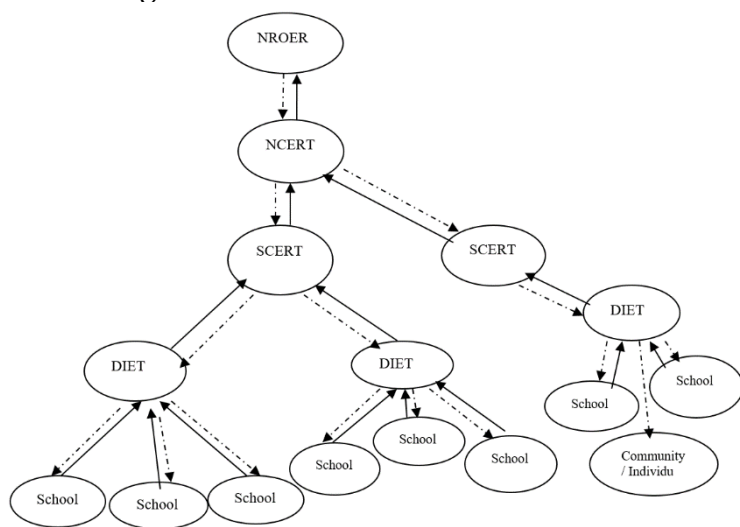 NROER
NCERT
SCERT
SCERT
DIET
DIET
DIET
School
School
School
School
School
School
School
School
Community
/ Individu